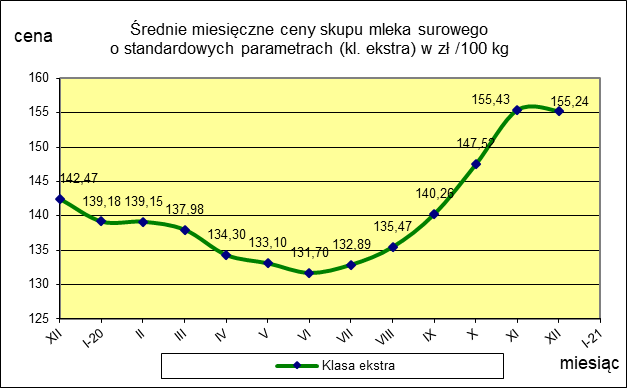 Średnie miesięczne ceny skupu mleka surowego
o standardowych parametrach (kl. ekstra) w zł /100 kg
cena
160
155
150
145
140
135
130
125
142,47
139,18
139,15
137,98
134,30
133,10
131,70
132,89
135,47
140,26
155,43
155,24
XII
I-20
II
III
IV
V
VI
VII
VIII
IX
X
XI
XII
I-21
miesiąc
Klasa ekstra